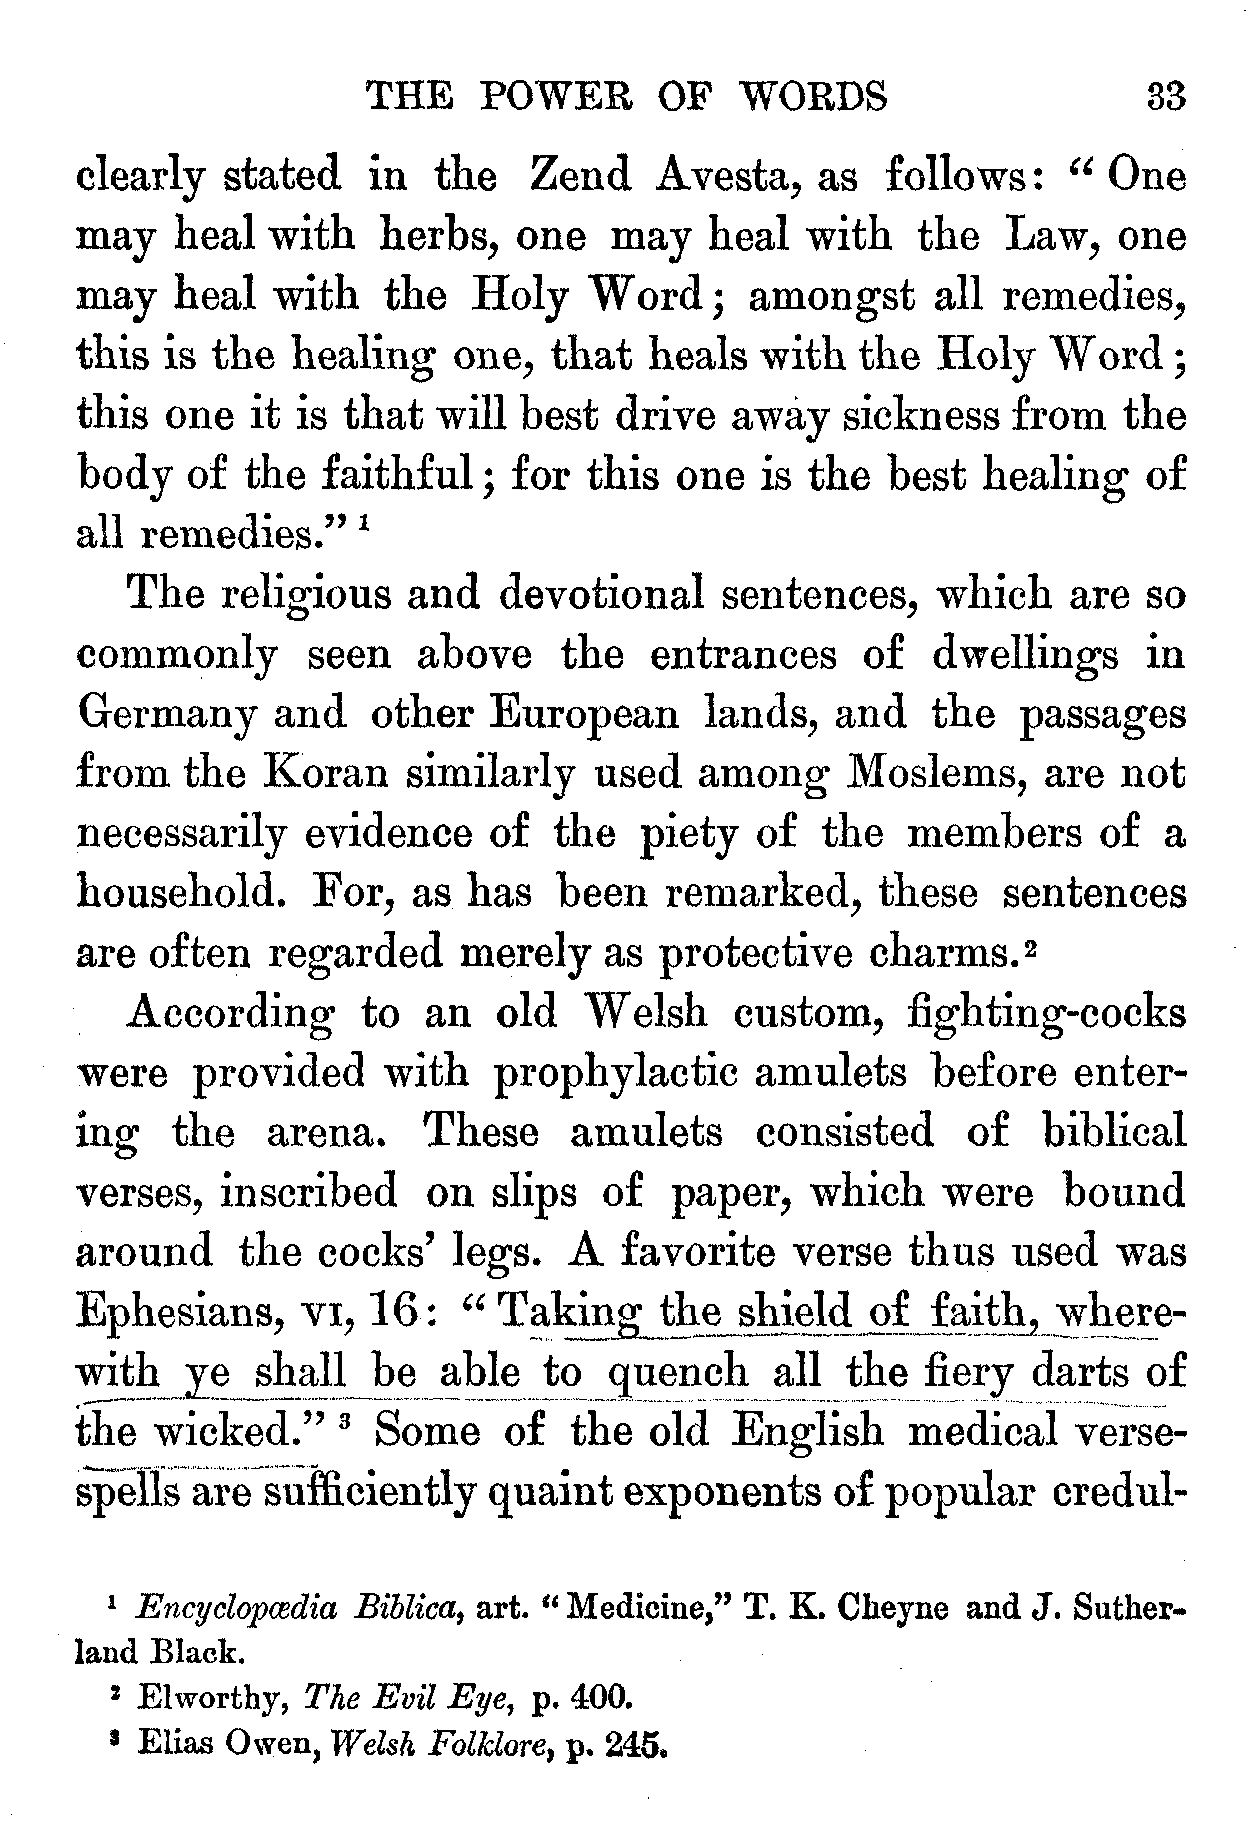 THE POWER OF WORDS 33
clearly stated in the Zend Avesta, as follows: “ One
may heal with herbs, one may heal with the Law, one
may heal with the Holy Word ; amongst all remedies,
this is the healing one, that heals with the Holy Word ;
this one it is that will best drive away sickness from the
body of the faithful ; for this one is the best healing of
all remedies.” ¹
The religious and devotional sentences, which are so
commonly seen above the entrances of dwellings in
Germany and other European lands, and the passages
from the Koran similarly used among Moslems, are not
necessarily evidence of the piety of the members of a
household. For, as has been remarked, these sentences
are often regarded merely as protective charms.²
According to an old Welsh custom, fighting-cocks
were provided with prophylactic amulets before enter-
ing the arena. These amulets consisted of biblical
verses, inscribed on slips of paper, which were bound
around the cocks’ legs. A favorite verse thus used was
Ephesians, VI, 16 : “ Taking the shield of faith, where-
with ye shall be able to quench all the fiery darts of
the wicked.” ³ Some of the old English medical verse-
spells are sufficiently quaint exponents of popular credul-
¹ Encyclopædia Biblica, art. “ Medicine,” T. K. Cheyne and J. Suther-
land Black.
² Elworthy, The Evil Eye, p. 400.
³ Elias Owen, Welsh Folklore, p. 245.